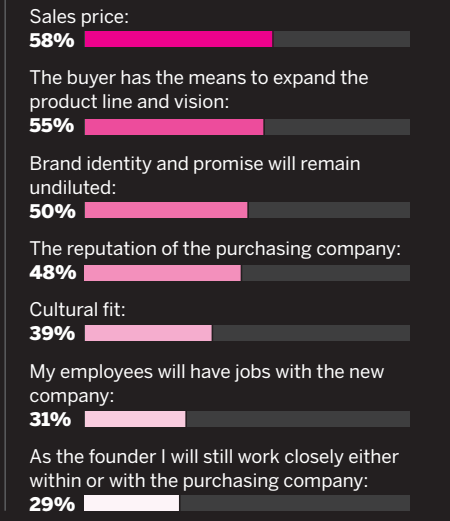 Sales price:
58%
The buyer has the means to expand the
product line and vision:
55%
Brand identity and promise will remain
undiluted:
50%
The reputation of the purchasing company:
48%
Cultural fit:
39%
My employees will have jobs with the new
company:
31%
As the founder I will still work closely either
within or with the purchasing company:
29%